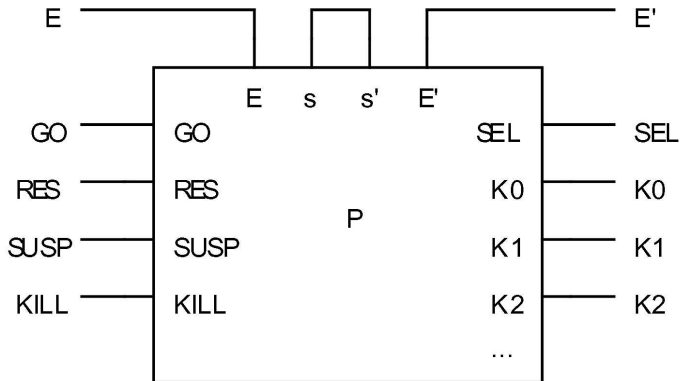 E E'
E s s' E'
GO GO SEL SEL
RES RES K0 K0
P
SUSP SUSP K1 K1
KILL KILL K2 K2
...